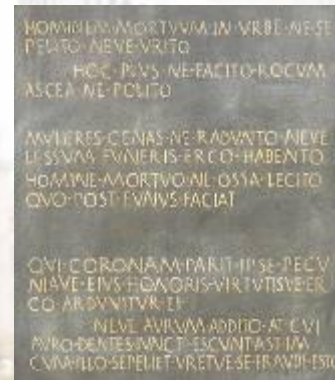 HOMINEM·MORTVVM·IN·VRBE·NE·SE
PELITO·NEVE·VRITO
HOC·PLVS·NE·FACITO·ROGVM
ASCEA·NE·POLITO
MVLIERES·GENAS·NE·RADVNTO·NEVE
LESSVM·FVNERIS·ERGO·HABENTO
HOMINE·MORTVO·NE·OSSA·LEGITO
QVO·POST·FVNVS·FACIAT
QVI·CORONAM·PARIT·IPSE·PECV
NIAVE·EIVS·HONORIS·VIRTVTISVE·ER
GO·ARDVVITVR·EI
NEVE·AVRVM·ADDITO·AT·CVI
AVRO·DENTES·IVNCTI·ESCVNT·AST·IM
CVM·ILLO·SEPELIET·VRETVE·SE·FRAVDE·ESTO